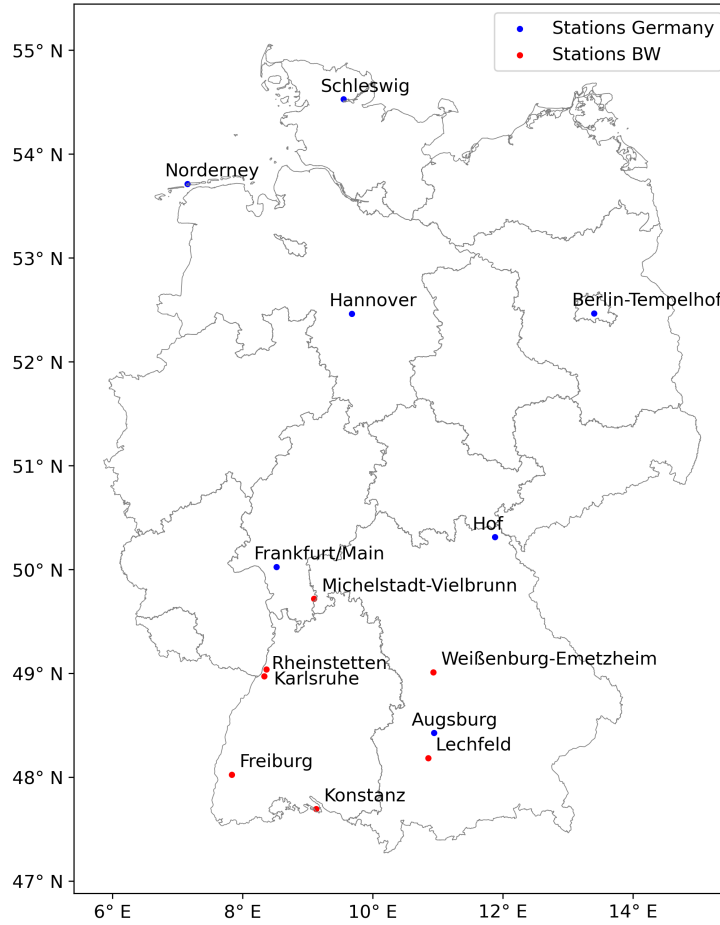 Stations Germany
Stations BW
55° N
54° N
53° N
52° N
51° N
50° N
49° N
48° N
47° N
Schleswig
Norderney
Hannover
Berlin-Tempelhof
Hof
Frankfurt/Main
Michelstadt-Vielbrunn
Rheinstetten
Karlsruhe
Weißenburg-Emetzheim
Augsburg
Lechfeld
Freiburg
Konstanz
6° E
8° E
10° E
12° E
14° E